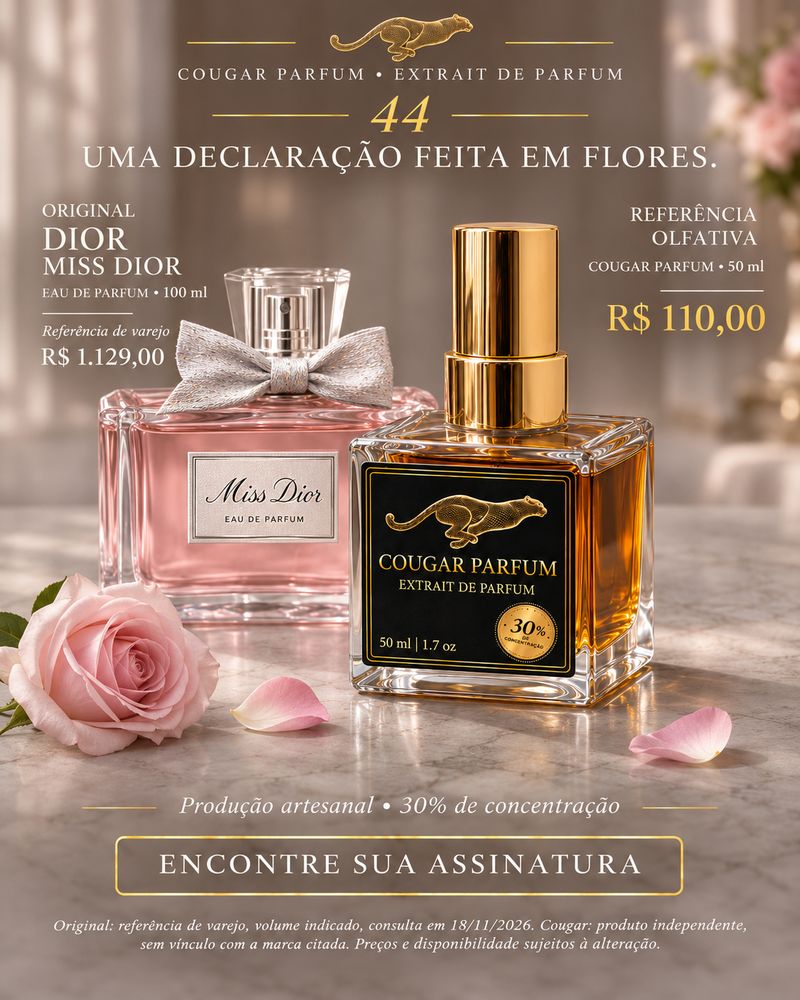 COUGAR PARFUM • EXTRAIT DE PARFUM
44
UMA DECLARAÇÃO FEITA EM FLORES.
ORIGINAL
DIOR
MISS DIOR
EAU DE PARFUM • 100 ml
Referência de varejo
R$ 1.129,00
REFERÊNCIA
OLFATIVA
COUGAR PARFUM • 50 ml
R$ 110,00
Miss Dior
EAU DE PARFUM
COUGAR PARFUM
EXTRAIT DE PARFUM
30%
DE
CONCENTRAÇÃO
50 ml | 1.7 oz
Produção artesanal • 30% de concentração
ENCONTRE SUA ASSINATURA
Original: referência de varejo, volume indicado, consulta em 18/11/2026. Cougar: produto independente,
sem vínculo com a marca citada. Preços e disponibilidade sujeitos à alteração.